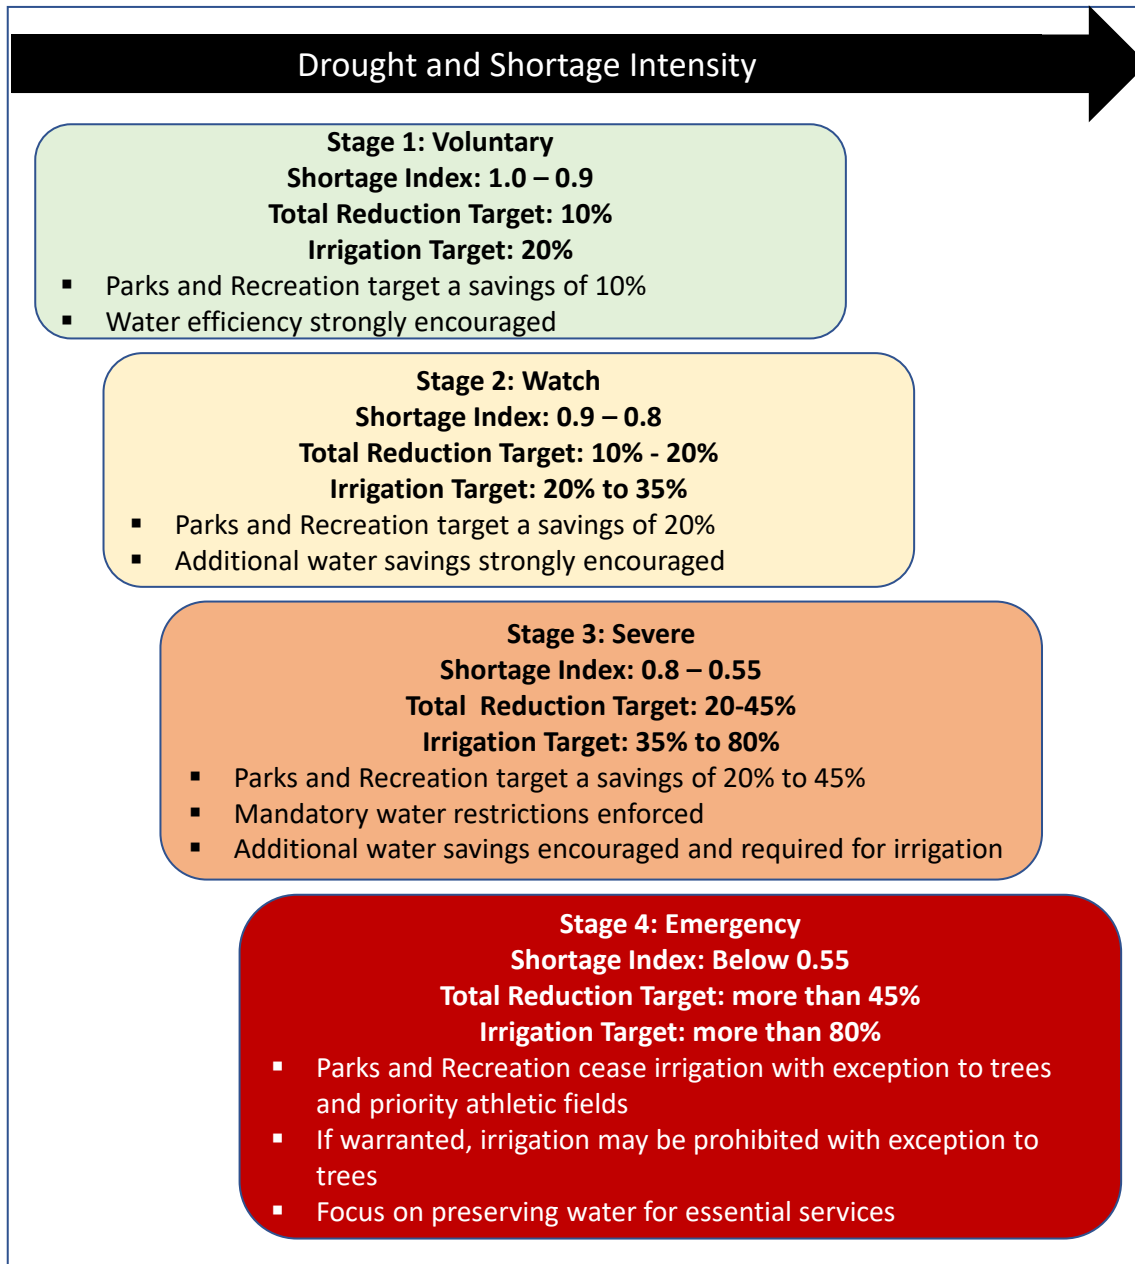 Drought and Shortage Intensity
Stage 1: Voluntary
Shortage Index: 1.0 – 0.9
Total Reduction Target: 10%
Irrigation Target: 20%
▪ Parks and Recreation target a savings of 10%
▪ Water efficiency strongly encouraged
Stage 2: Watch
Shortage Index: 0.9 – 0.8
Total Reduction Target: 10% - 20%
Irrigation Target: 20% to 35%
▪ Parks and Recreation target a savings of 20%
▪ Additional water savings strongly encouraged
Stage 3: Severe
Shortage Index: 0.8 – 0.55
Total  Reduction Target: 20-45%
Irrigation Target: 35% to 80%
▪ Parks and Recreation target a savings of 20% to 45%
▪ Mandatory water restrictions enforced
▪ Additional water savings encouraged and required for irrigation
Stage 4: Emergency
Shortage Index: Below 0.55
Total Reduction Target: more than 45%
Irrigation Target: more than 80%
▪ Parks and Recreation cease irrigation with exception to trees
and priority athletic fields
▪ If warranted, irrigation may be prohibited with exception to
trees
▪ Focus on preserving water for essential services